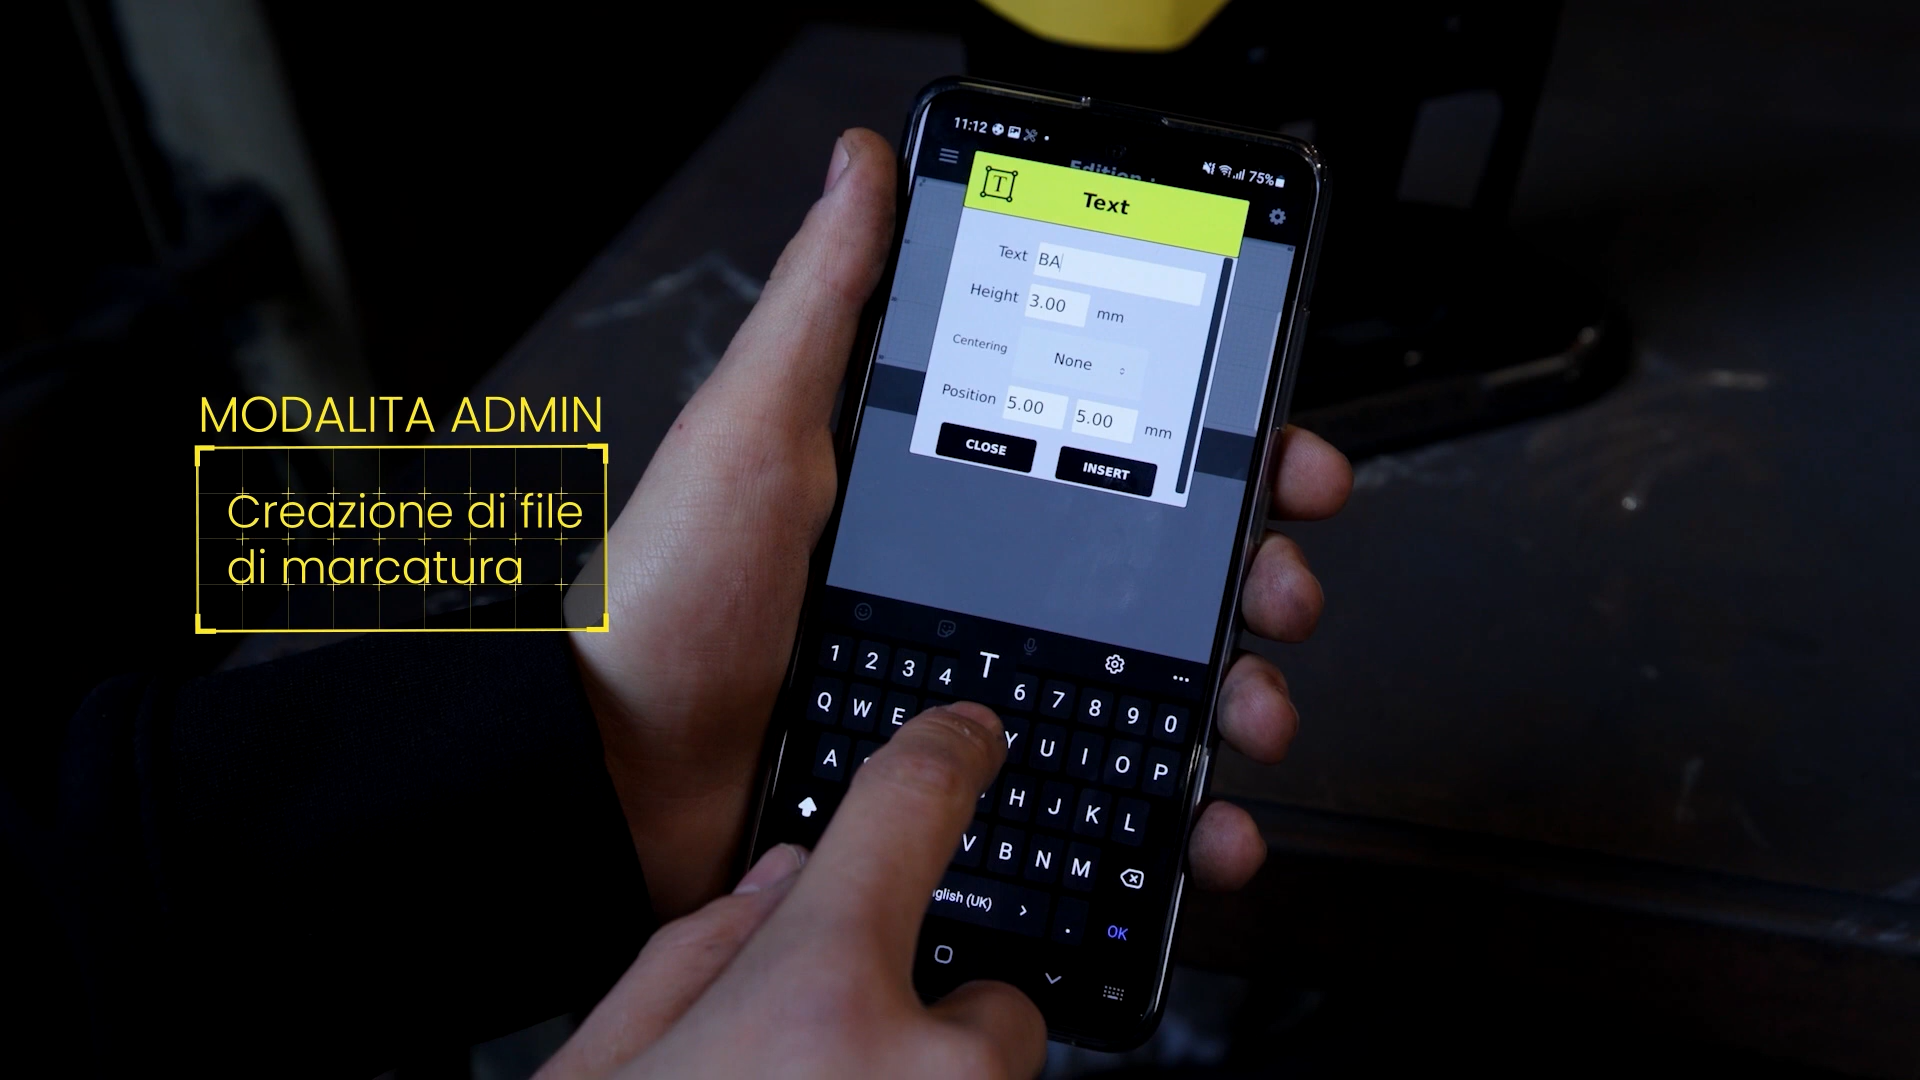 MODALITA ADMIN
Creazione di file
di marcatura
11:12
75%
Edition :
T
Text
Text BA
Height 3.00 mm
Centering None
Position 5.00 5.00 mm
CLOSE INSERT
1 2 3 4 T 6 7 8 9 0
Q W E Y U I O P
A H J K L
V B N M
(UK)
. OK